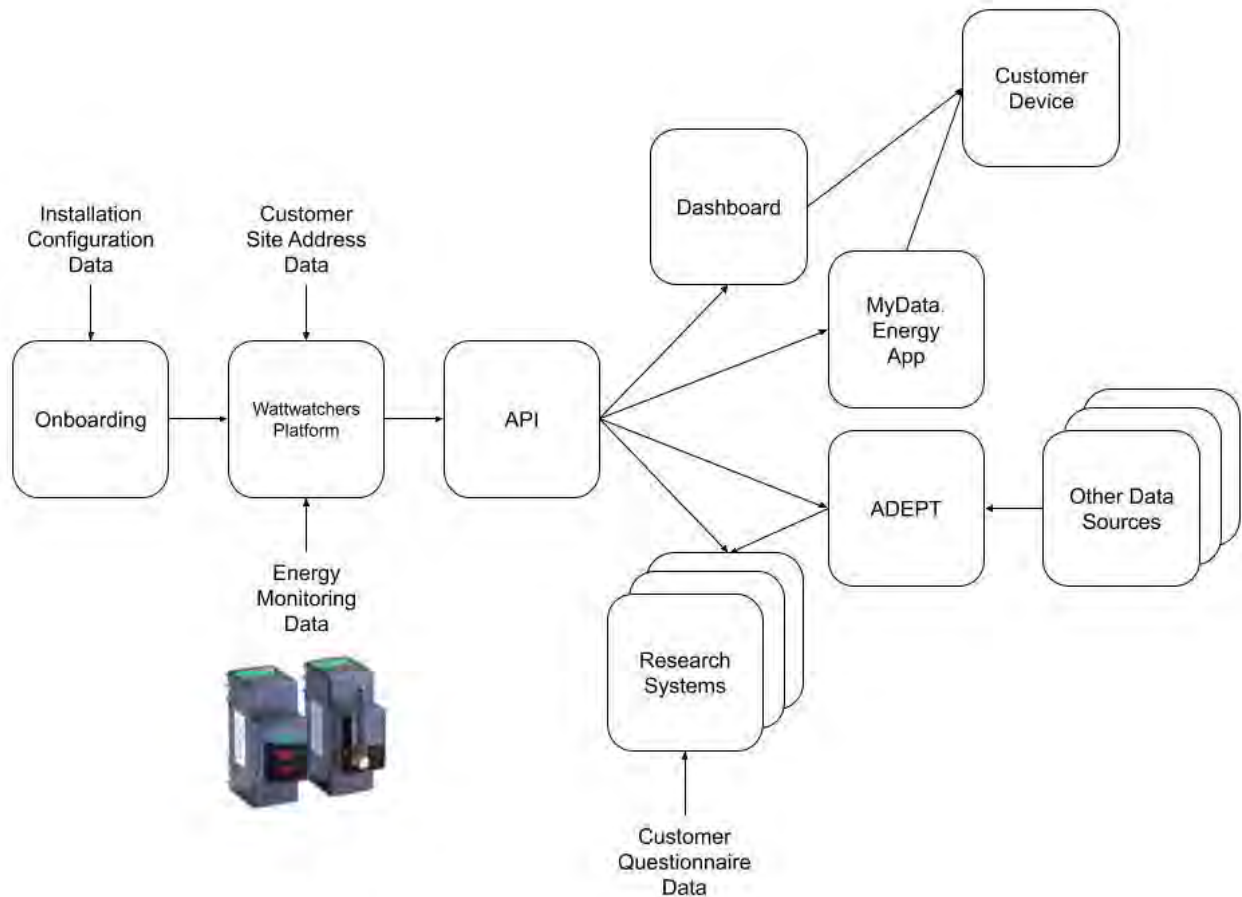 Customer
Device
Dashboard
Installation
Configuration
Data
Customer
Site Address
Data
MyData
Energy
App
Onboarding
Wattwatchers
Platform
API
ADEPT
Other Data
Sources
Energy
Monitoring
Data
Research
Systems
Customer
Questionnaire
Data